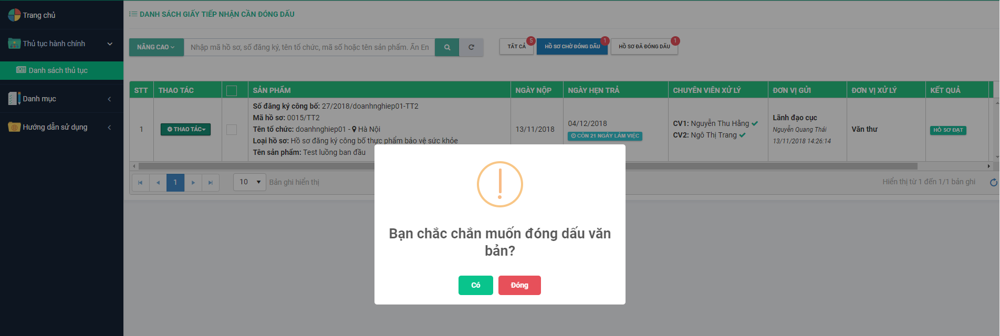 Trang chủ
Thủ tục hành chính
Danh sách thủ tục
Danh mục
Hướng dẫn sử dụng
DANH SÁCH GIẤY TIẾP NHẬN CẦN ĐÓNG DẤU
NÂNG CAO
Nhập mã hồ sơ, số đăng ký, tên tổ chức, mã số hoặc tên sản phẩm. Ấn En
TẤT CẢ 5
HỒ SƠ CHỜ ĐÓNG DẤU 1
HỒ SƠ ĐÃ ĐÓNG DẤU 1
STT THAO TÁC SẢN PHẨM NGÀY NỘP NGÀY HẸN TRẢ CHUYÊN VIÊN XỬ LÝ ĐƠN VỊ GỬI ĐƠN VỊ XỬ LÝ KẾT QUẢ
1
THAO TÁC
Số đăng ký công bố: 27/2018/doanhnghiep01-TT2
Mã hồ sơ: 0015/TT2
Tên tổ chức: doanhnghiep01 - Hà Nội
Loại hồ sơ: Hồ sơ đăng ký công bố thực phẩm bảo vệ sức khỏe
Tên sản phẩm: Test luồng ban đầu
13/11/2018
04/12/2018
CÒN 21 NGÀY LÀM VIỆC
CV1: Nguyễn Thu Hằng
CV2: Ngô Thị Trang
Lãnh đạo cục
Nguyễn Quang Thái
13/11/2018 14:26:14
Văn thư
HỒ SƠ ĐẠT
1
10
Bản ghi hiển thị
Hiển thị từ 1 đến 1/1 bản ghi
Bạn chắc chắn muốn đóng dấu văn
bản?
Có
Đóng